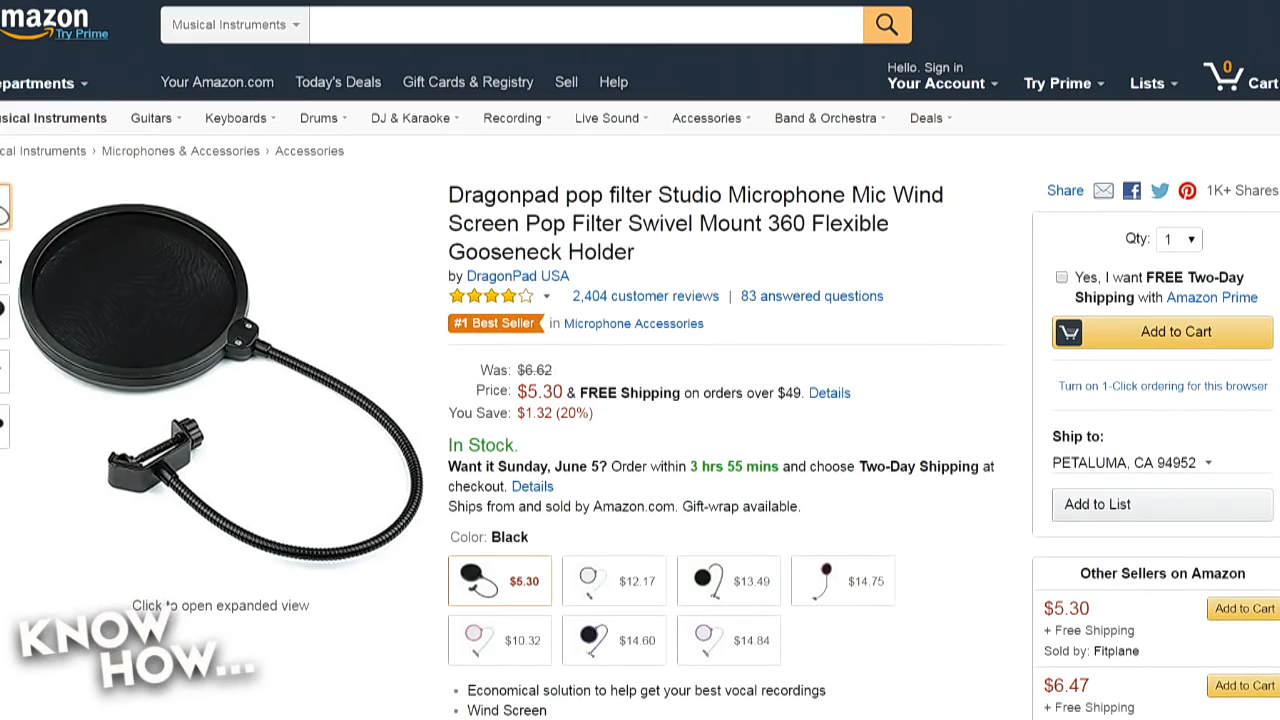 mazon
Try Prime
Musical Instruments
epartments
Your Amazon.com
Today's Deals
Gift Cards & Registry
Sell
Help
Hello. Sign in
Your Account
Try Prime
Lists
0
Cart
sical Instruments
Guitars
Keyboards
Drums
DJ & Karaoke
Recording
Live Sound
Accessories
Band & Orchestra
Deals
cal Instruments › Microphones & Accessories › Accessories
Dragonpad pop filter Studio Microphone Mic Wind
Screen Pop Filter Swivel Mount 360 Flexible
Gooseneck Holder
by DragonPad USA
2,404 customer reviews | 83 answered questions
#1 Best Seller in Microphone Accessories
Was: $6.62
Price: $5.30 & FREE Shipping on orders over $49. Details
You Save: $1.32 (20%)
In Stock.
Want it Sunday, June 5? Order within 3 hrs 55 mins and choose Two-Day Shipping at
checkout. Details
Ships from and sold by Amazon.com. Gift-wrap available.
Color: Black
$5.30
$12.17
$13.49
$14.75
$10.32
$14.60
$14.84
• Economical solution to help get your best vocal recordings
• Wind Screen
Click to open expanded view
KNOW
HOW...
Share
1K+ Shares
Qty: 1
Yes, I want FREE Two-Day
Shipping with Amazon Prime
Add to Cart
Turn on 1-Click ordering for this browser
Ship to:
PETALUMA, CA 94952
Add to List
Other Sellers on Amazon
$5.30
Add to Cart
+ Free Shipping
Sold by: Fitplane
$6.47
Add to Cart
+ Free Shipping